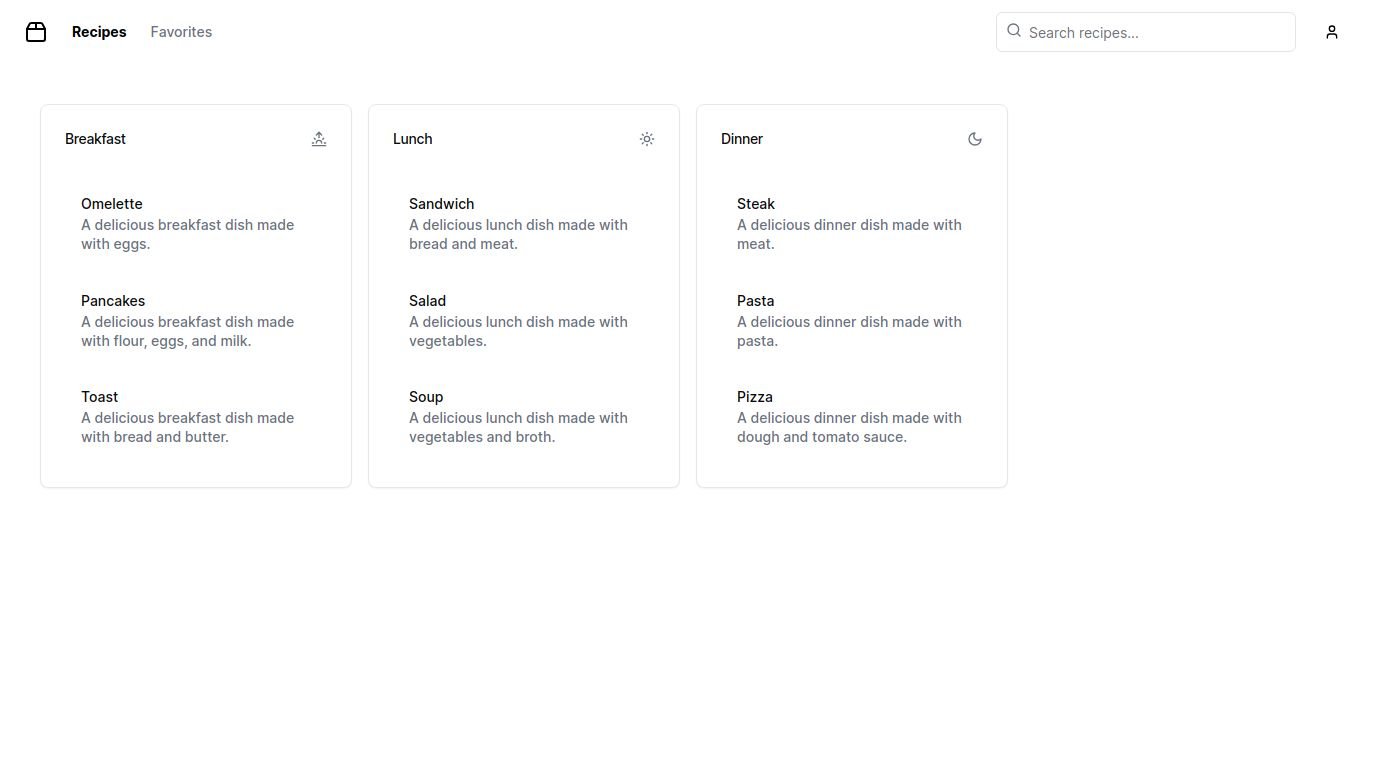 Recipes
Favorites
Search recipes...
Breakfast
Omelette
A delicious breakfast dish made
with eggs.
Pancakes
A delicious breakfast dish made
with flour, eggs, and milk.
Toast
A delicious breakfast dish made
with bread and butter.
Lunch
Sandwich
A delicious lunch dish made with
bread and meat.
Salad
A delicious lunch dish made with
vegetables.
Soup
A delicious lunch dish made with
vegetables and broth.
Dinner
Steak
A delicious dinner dish made with
meat.
Pasta
A delicious dinner dish made with
pasta.
Pizza
A delicious dinner dish made with
dough and tomato sauce.